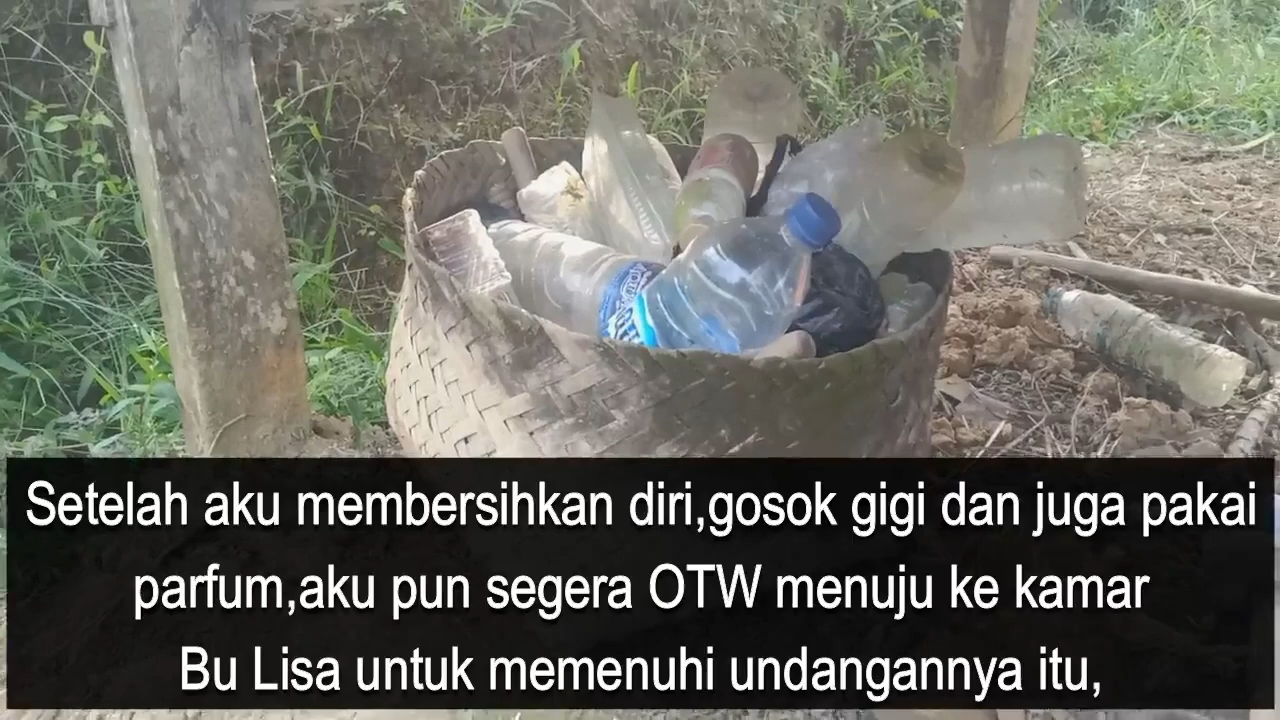 Setelah aku membersihkan diri,gosok gigi dan juga pakai
parfum,aku pun segera OTW menuju ke kamar
Bu Lisa untuk memenuhi undangannya itu,